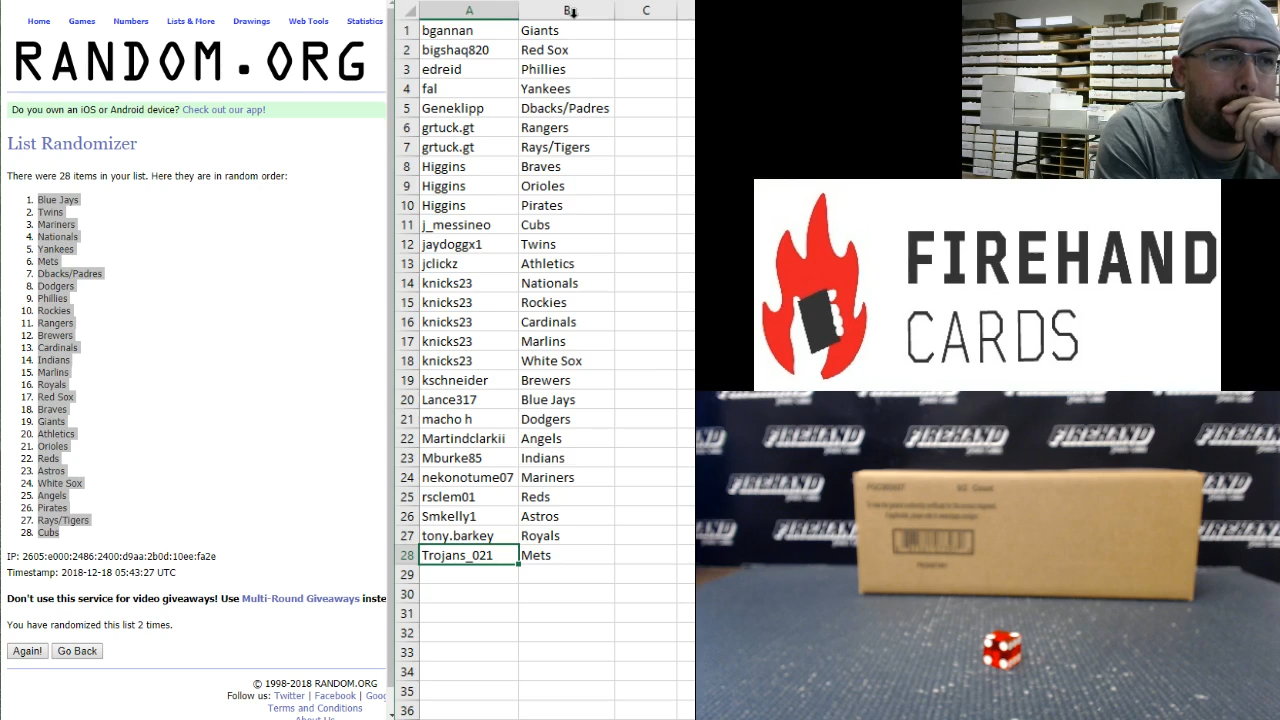 Home Games Numbers Lists & More Drawings Web Tools Statistics
RANDOM.ORG
Do you own an iOS or Android device? Check out our app!
List Randomizer
There were 28 items in your list. Here they are in random order:
1. Blue Jays
2. Twins
3. Mariners
4. Nationals
5. Yankees
6. Mets
7. Dbacks/Padres
8. Dodgers
9. Phillies
10. Rockies
11. Rangers
12. Brewers
13. Cardinals
14. Indians
15. Marlins
16. Royals
17. Red Sox
18. Braves
19. Giants
20. Athletics
21. Orioles
22. Reds
23. Astros
24. White Sox
25. Angels
26. Pirates
27. Rays/Tigers
28. Cubs
IP: 2605:e000:2486:2400:d9aa:2b0d:10ee:fa2e
Timestamp: 2018-12-18 05:43:27 UTC
Don't use this service for video giveaways! Use Multi-Round Giveaways inste
You have randomized this list 2 times.
Again! Go Back
© 1998-2018 RANDOM.ORG
Follow us: Twitter | Facebook | Goog
Terms and Conditions
About Us
A B C
1 bgannan Giants
2 bigshaq820 Red Sox
3 edreid Phillies
4 fal Yankees
5 Geneklipp Dbacks/Padres
6 grtuck.gt Rangers
7 grtuck.gt Rays/Tigers
8 Higgins Braves
9 Higgins Orioles
10 Higgins Pirates
11 j_messineo Cubs
12 jaydoggx1 Twins
13 jclickz Athletics
14 knicks23 Nationals
15 knicks23 Rockies
16 knicks23 Cardinals
17 knicks23 Marlins
18 knicks23 White Sox
19 kschneider Brewers
20 Lance317 Blue Jays
21 macho h Dodgers
22 Martindclarkii Angels
23 Mburke85 Indians
24 nekonotume07 Mariners
25 rsclem01 Reds
26 Smkelly1 Astros
27 tony.barkey Royals
28 Trojans_021 Mets
29
30
31
32
33
34
35
36
FIREHAND
CARDS
FIREHAND FIREHAND FIREHAND